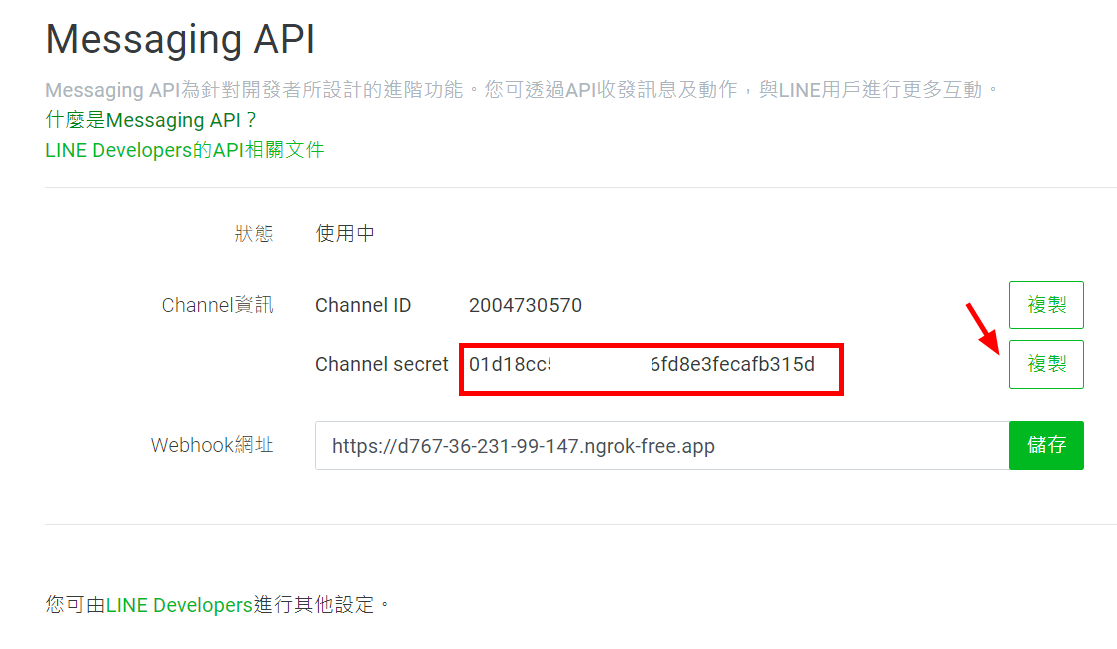 Messaging API
Messaging API為針對開發者所設計的進階功能。您可透過API收發訊息及動作，與LINE用戶進行更多互動。
什麼是Messaging API？
LINE Developers的API相關文件
狀態 使用中
Channel資訊 Channel ID 2004730570 複製
Channel secret 01d18cc 6fd8e3fecafb315d 複製
Webhook網址 https://d767-36-231-99-147.ngrok-free.app 儲存
您可由LINE Developers進行其他設定。